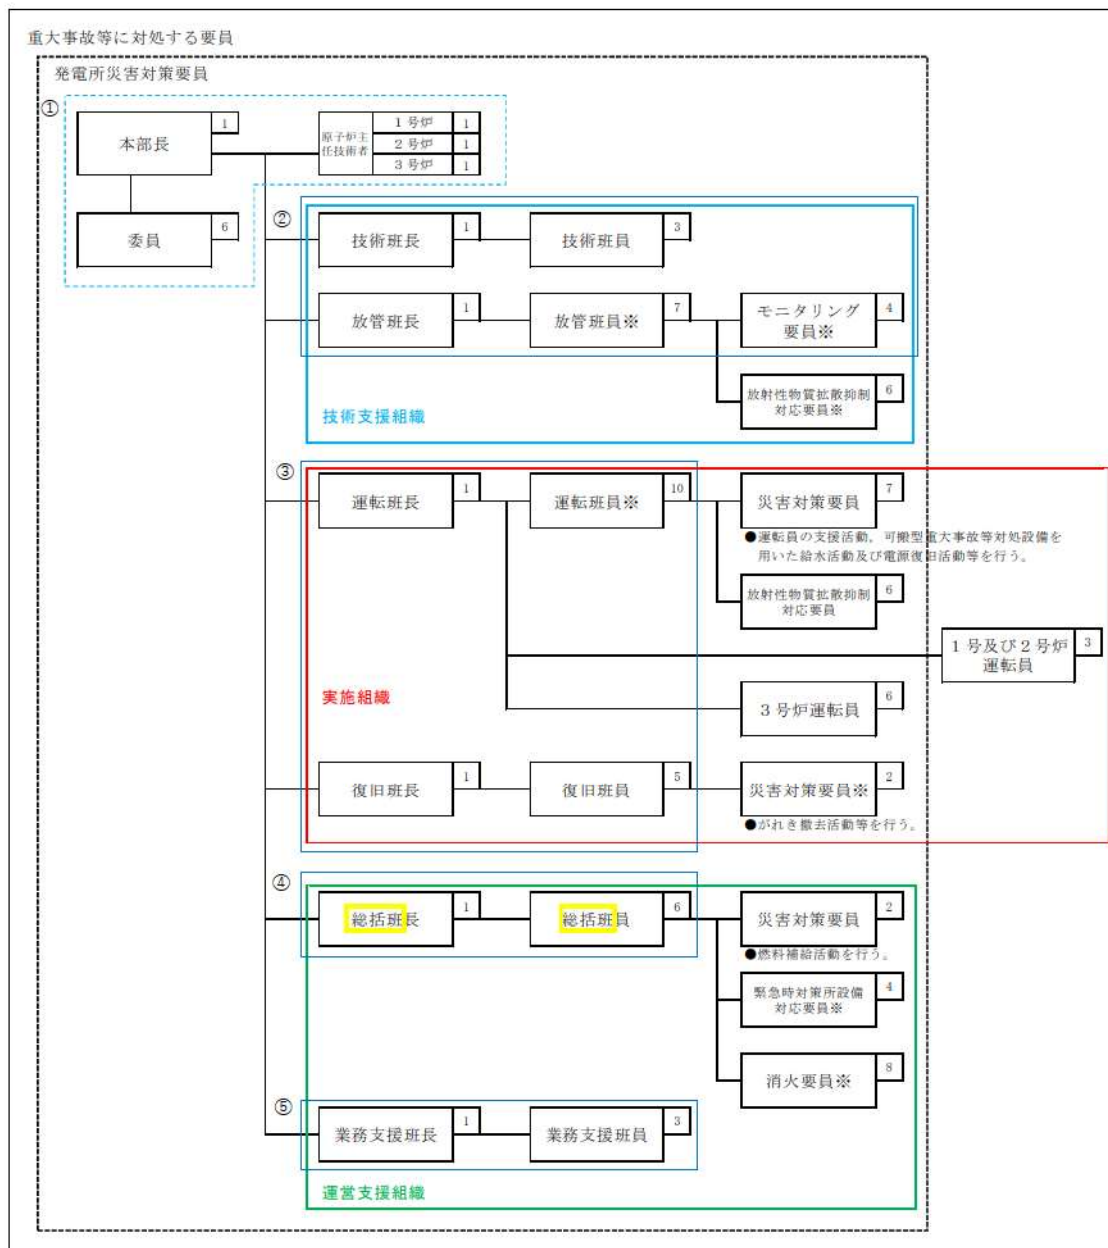 重大事故等に対処する要員
発電所災害対策要員
①
本部長
1
原子炉主
任技術者
1号炉
1
2号炉
1
3号炉
1
委員
6
②
技術班長
1
技術班員
3
放管班長
1
放管班員※
7
モニタリング
要員※
4
放射性物質拡散抑制
対応要員※
6
技術支援組織
③
運転班長
1
運転班員※
10
災害対策要員
7
●運転員の支援活動，可搬型重大事故等対処設備を
用いた給水活動及び電源復旧活動等を行う。
放射性物質拡散抑制
対応要員
6
1号及び2号炉
運転員
3
実施組織
3号炉運転員
6
復旧班長
1
復旧班員
5
災害対策要員※
2
●がれき撤去活動等を行う。
④
総括班長
1
総括班員
6
災害対策要員
2
●燃料補給活動を行う。
緊急時対策所設備
対応要員※
4
消火要員※
8
⑤
業務支援班長
1
業務支援班員
3
運営支援組織